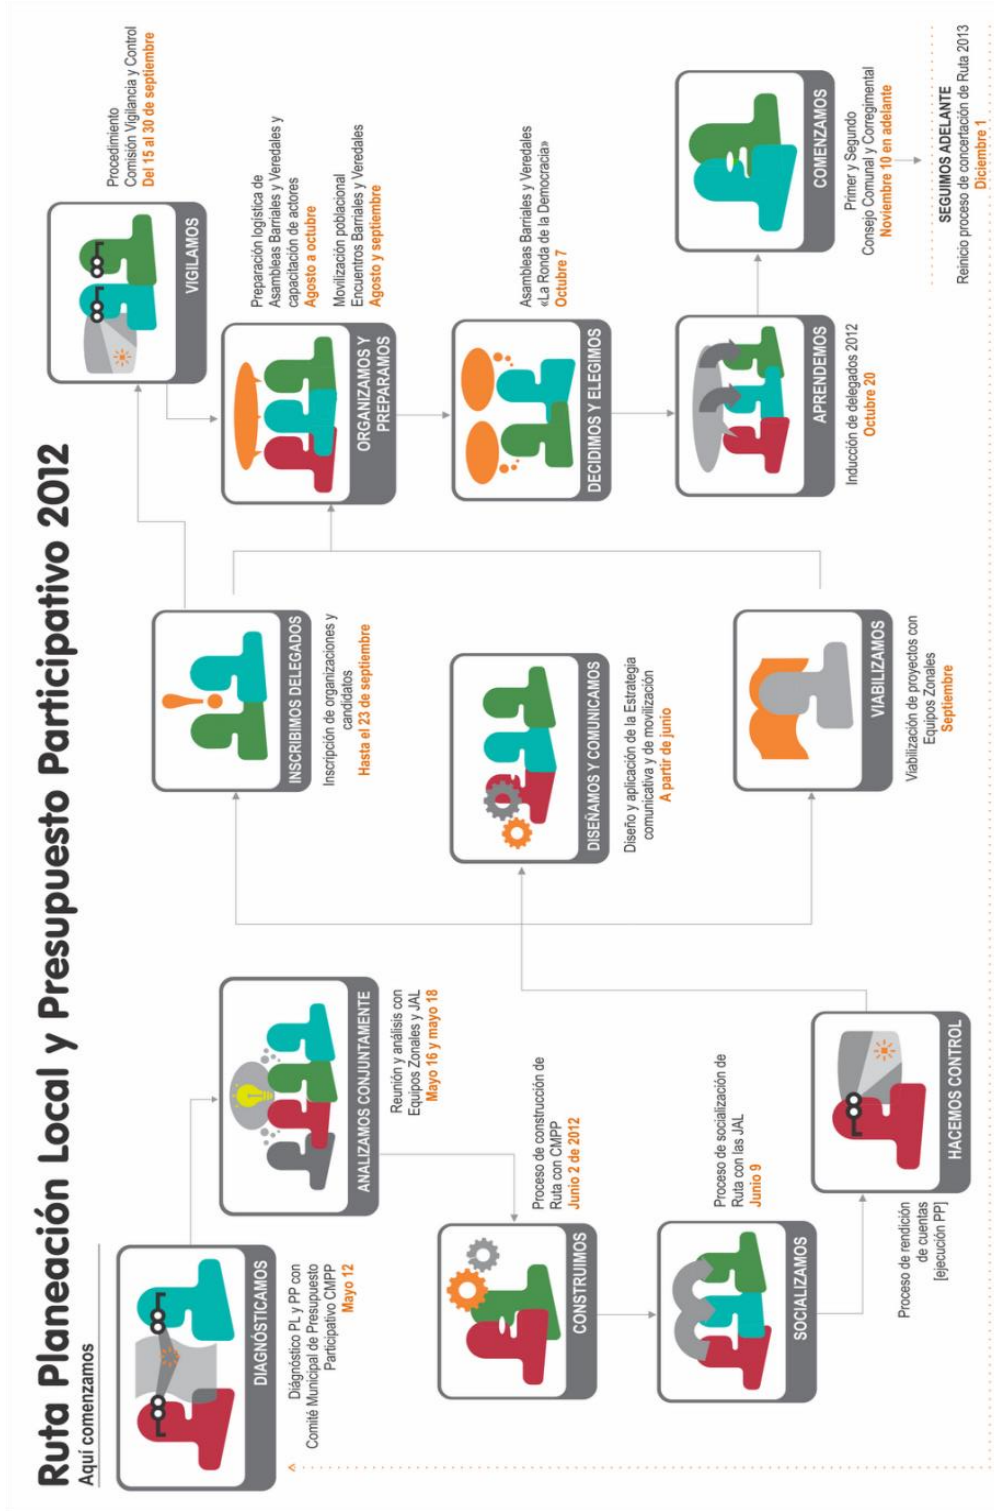 Ruta Planeación Local y Presupuesto Participativo 2012
Aquí comenzamos
DIAGNÓSTICAMOS
Diágnóstico PL y PP con
Comité Municipal de Presupuesto
Participativo CMPP
Mayo 12
ANALIZAMOS CONJUNTAMENTE
Reunión y análisis con
Equipos Zonales y JAL
Mayo 16 y mayo 18
CONSTRUIMOS
Proceso de construcción de
Ruta con CMPP
Junio 2 de 2012
SOCIALIZAMOS
Proceso de socialización de
Ruta con las JAL
Junio 9
HACEMOS CONTROL
Proceso de rendición
de cuentas
[ejecución PP]
INSCRIBIMOS DELEGADOS
Inscripción de organizaciones y
candidatos
Hasta el 23 de septiembre
DISEÑAMOS Y COMUNICAMOS
Diseño y aplicación de la Estrategia
comunicativa y de movilización
A partir de junio
VIABILIZAMOS
Viabilización de proyectos con
Equipos Zonales
Septiembre
VIGILAMOS
Procedimiento
Comisión Vigilancia y Control
Del 15 al 30 de septiembre
ORGANIZAMOS Y
PREPARAMOS
Preparación logística de
Asambleas Barriales y Veredales y
capacitación de actores
Agosto a octubre
Movilización poblacional
Encuentros Barriales y Veredales
Agosto y septiembre
DECIDIMOS Y ELEGIMOS
Asambleas Barriales y Veredales
«La Ronda de la Democracia»
Octubre 7
APRENDEMOS
Inducción de delegados 2012
Octubre 20
COMENZAMOS
Primer y Segundo
Consejo Comunal y Corregimental
Noviembre 10 en adelante
SEGUIMOS ADELANTE
Reinicio proceso de concertación de Ruta 2013
Diciembre 1